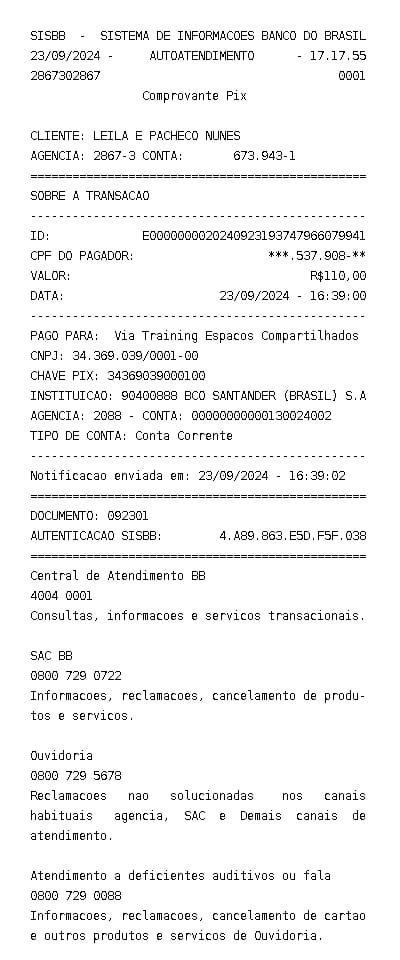 SISBB - SISTEMA DE INFORMACOES BANCO DO BRASIL
23/09/2024 - AUTOATENDIMENTO - 17.17.55
2867302867 0001
Comprovante Pix
CLIENTE: LEILA E PACHECO NUNES
AGENCIA: 2867-3 CONTA: 673.943-1
================================================
SOBRE A TRANSACAO
------------------------------------------------
ID: E00000000202409231937479660​79941
CPF DO PAGADOR: ***.537.908-**
VALOR: R$110,00
DATA: 23/09/2024 - 16:39:00
------------------------------------------------
PAGO PARA: Via Training Espacos Compartilhados
CNPJ: 34.369.039/0001-00
CHAVE PIX: 34369039000100
INSTITUICAO: 90400888 BCO SANTANDER (BRASIL) S.A
AGENCIA: 2088 - CONTA: 00000000000130024002
TIPO DE CONTA: Conta Corrente
------------------------------------------------
Notificacao enviada em: 23/09/2024 - 16:39:02
================================================
DOCUMENTO: 092301
AUTENTICACAO SISBB: 4.A89.863.E5D.F5F.038
================================================
Central de Atendimento BB
4004 0001
Consultas, informacoes e servicos transacionais.
SAC BB
0800 729 0722
Informacoes, reclamacoes, cancelamento de produ-
tos e servicos.
Ouvidoria
0800 729 5678
Reclamacoes nao solucionadas nos canais
habituais agencia, SAC e Demais canais de
atendimento.
Atendimento a deficientes auditivos ou fala
0800 729 0088
Informacoes, reclamacoes, cancelamento de cartao
e outros produtos e servicos de Ouvidoria.